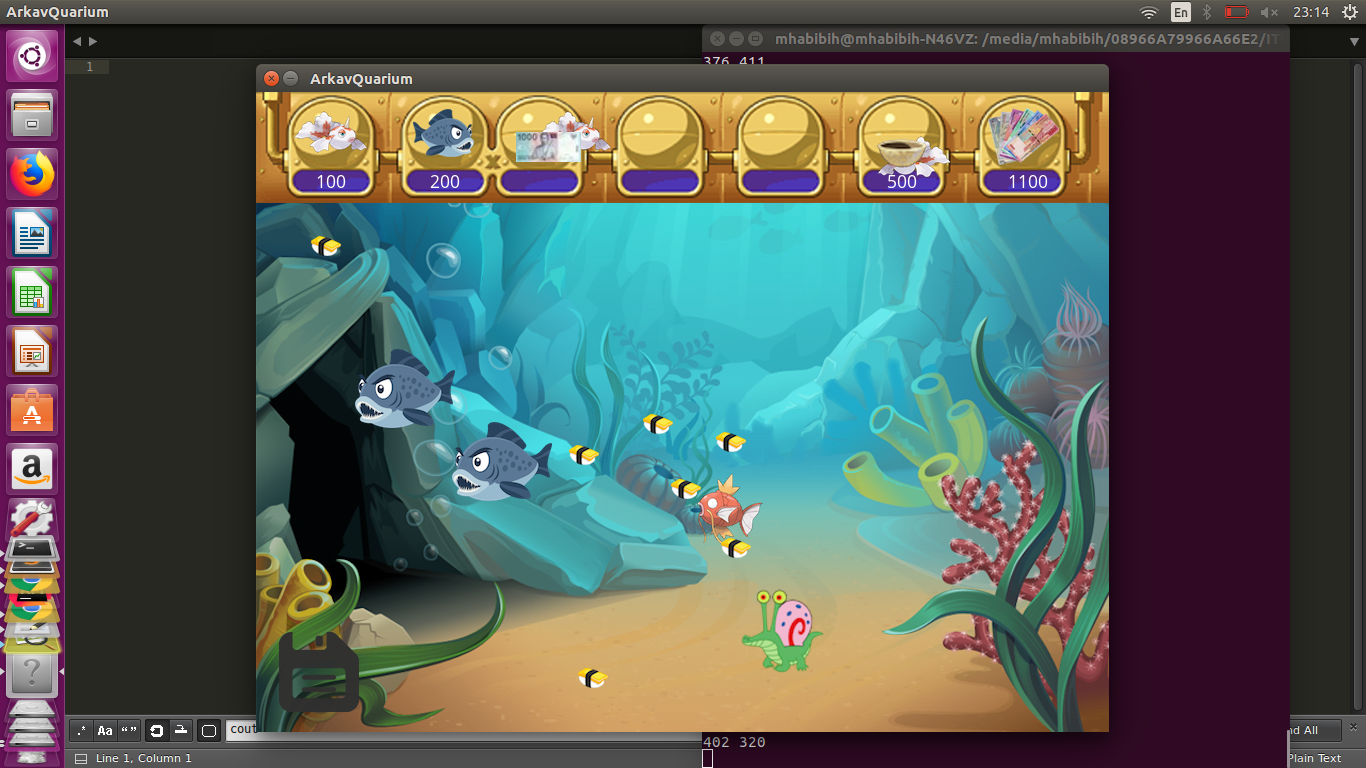 ArkavQuarium
En
23:14
mhabibih@mhabibih-N46VZ: /media/mhabibih/08966A79966A66E2/IT
1
376 411
ArkavQuarium
1000
100
200
500
1100
.*
Aa
“ ”
cout
nd All
402 320
Line 1, Column 1
Plain Text